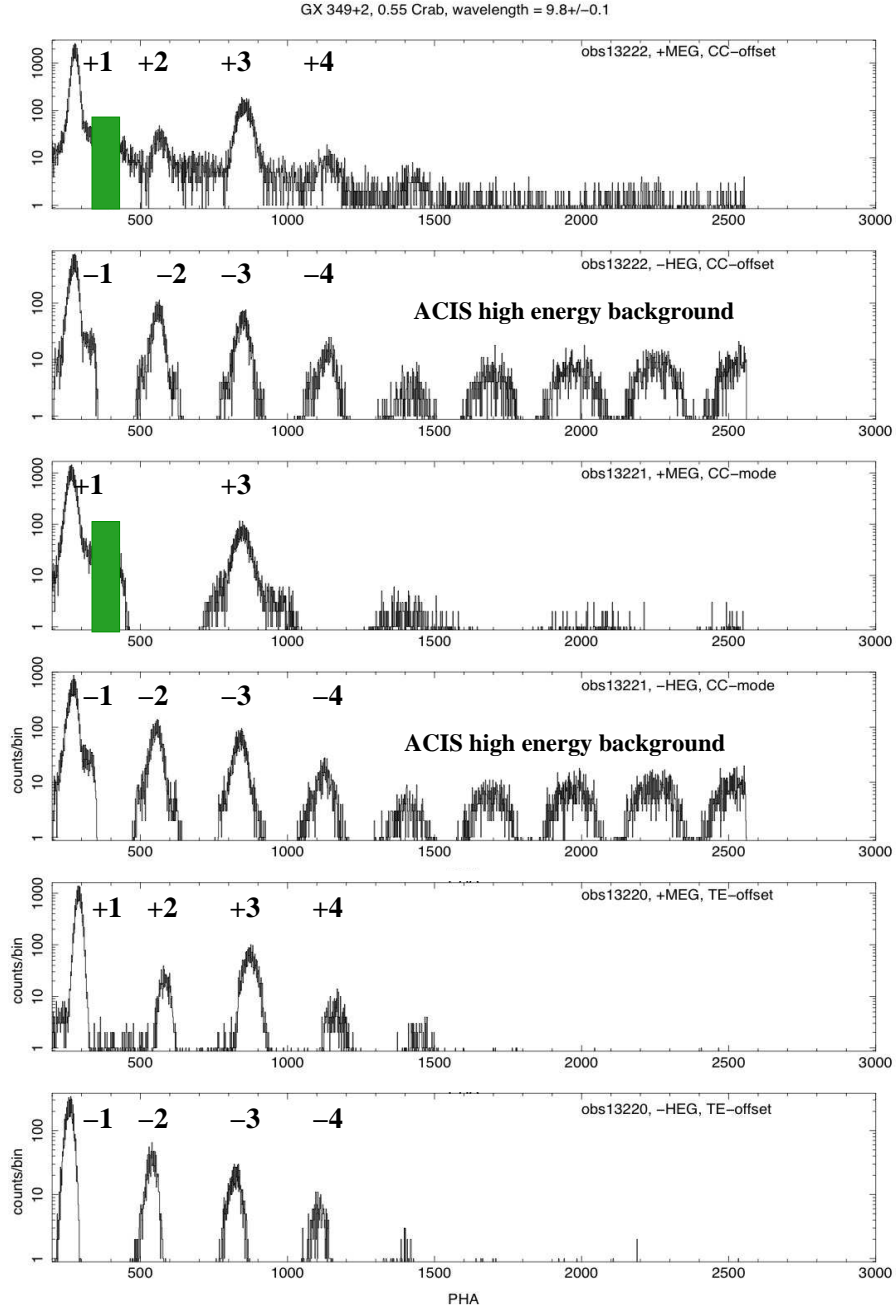 GX 349+2, 0.55 Crab, wavelength = 9.8+/−0.1
obs13222, +MEG, CC−offset
+1 +2 +3 +4
1000
100
10
1
500 1000 1500 2000 2500 3000
obs13222, −HEG, CC−offset
−1 −2 −3 −4
ACIS high energy background
100
10
1
500 1000 1500 2000 2500 3000
obs13221, +MEG, CC−mode
+1 +3
1000
100
10
1
500 1000 1500 2000 2500 3000
obs13221, −HEG, CC−mode
−1 −2 −3 −4
ACIS high energy background
counts/bin
1000
100
10
1
500 1000 1500 2000 2500 3000
obs13220, +MEG, TE−offset
+1 +2 +3 +4
counts/bin
1000
100
10
1
500 1000 1500 2000 2500 3000
obs13220, −HEG, TE−offset
−1 −2 −3 −4
counts/bin
100
10
1
500 1000 1500 2000 2500 3000
PHA